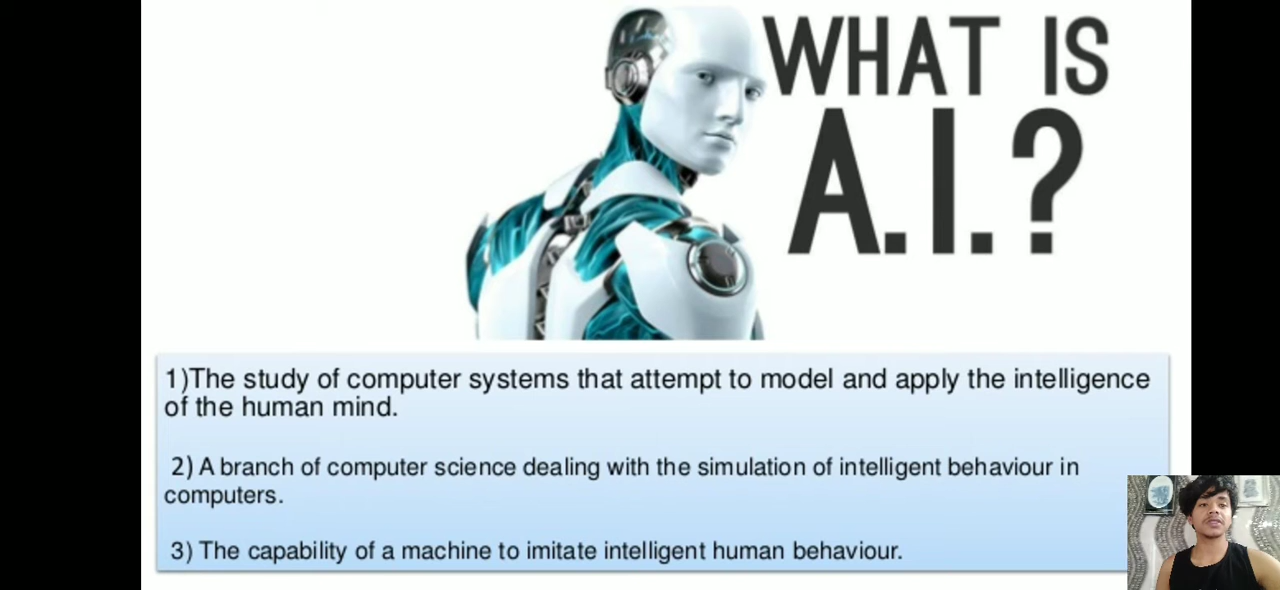 WHAT IS
A.I.?
1)The study of computer systems that attempt to model and apply the intelligence
of the human mind.
2) A branch of computer science dealing with the simulation of intelligent behaviour in
computers.
3) The capability of a machine to imitate intelligent human behaviour.